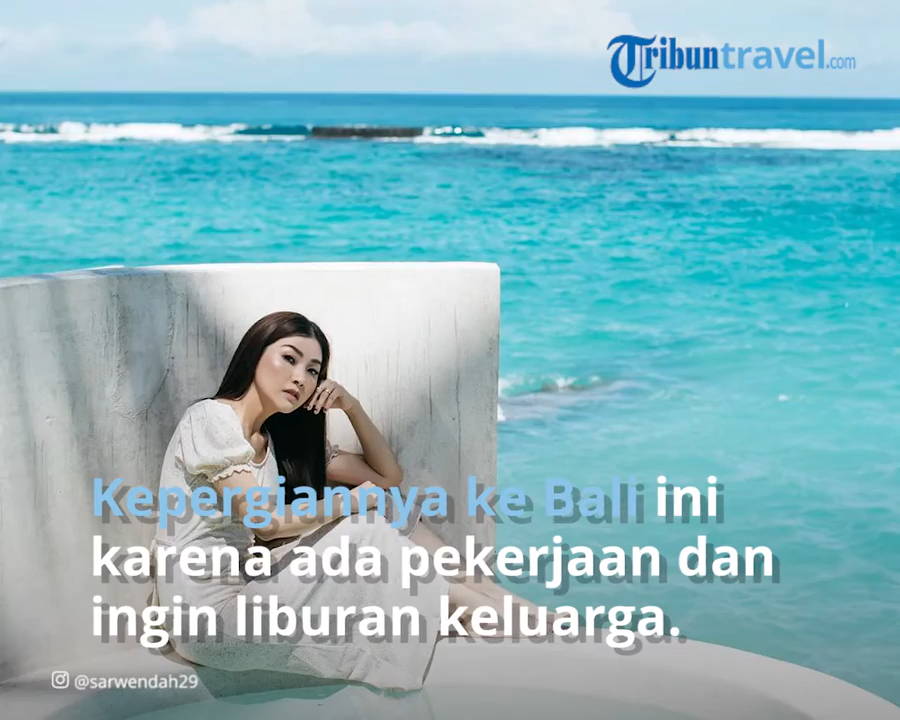 Tribuntravel.com
Kepergiannya ke Bali ini
karena ada pekerjaan dan
ingin liburan keluarga.
@sarwendah29